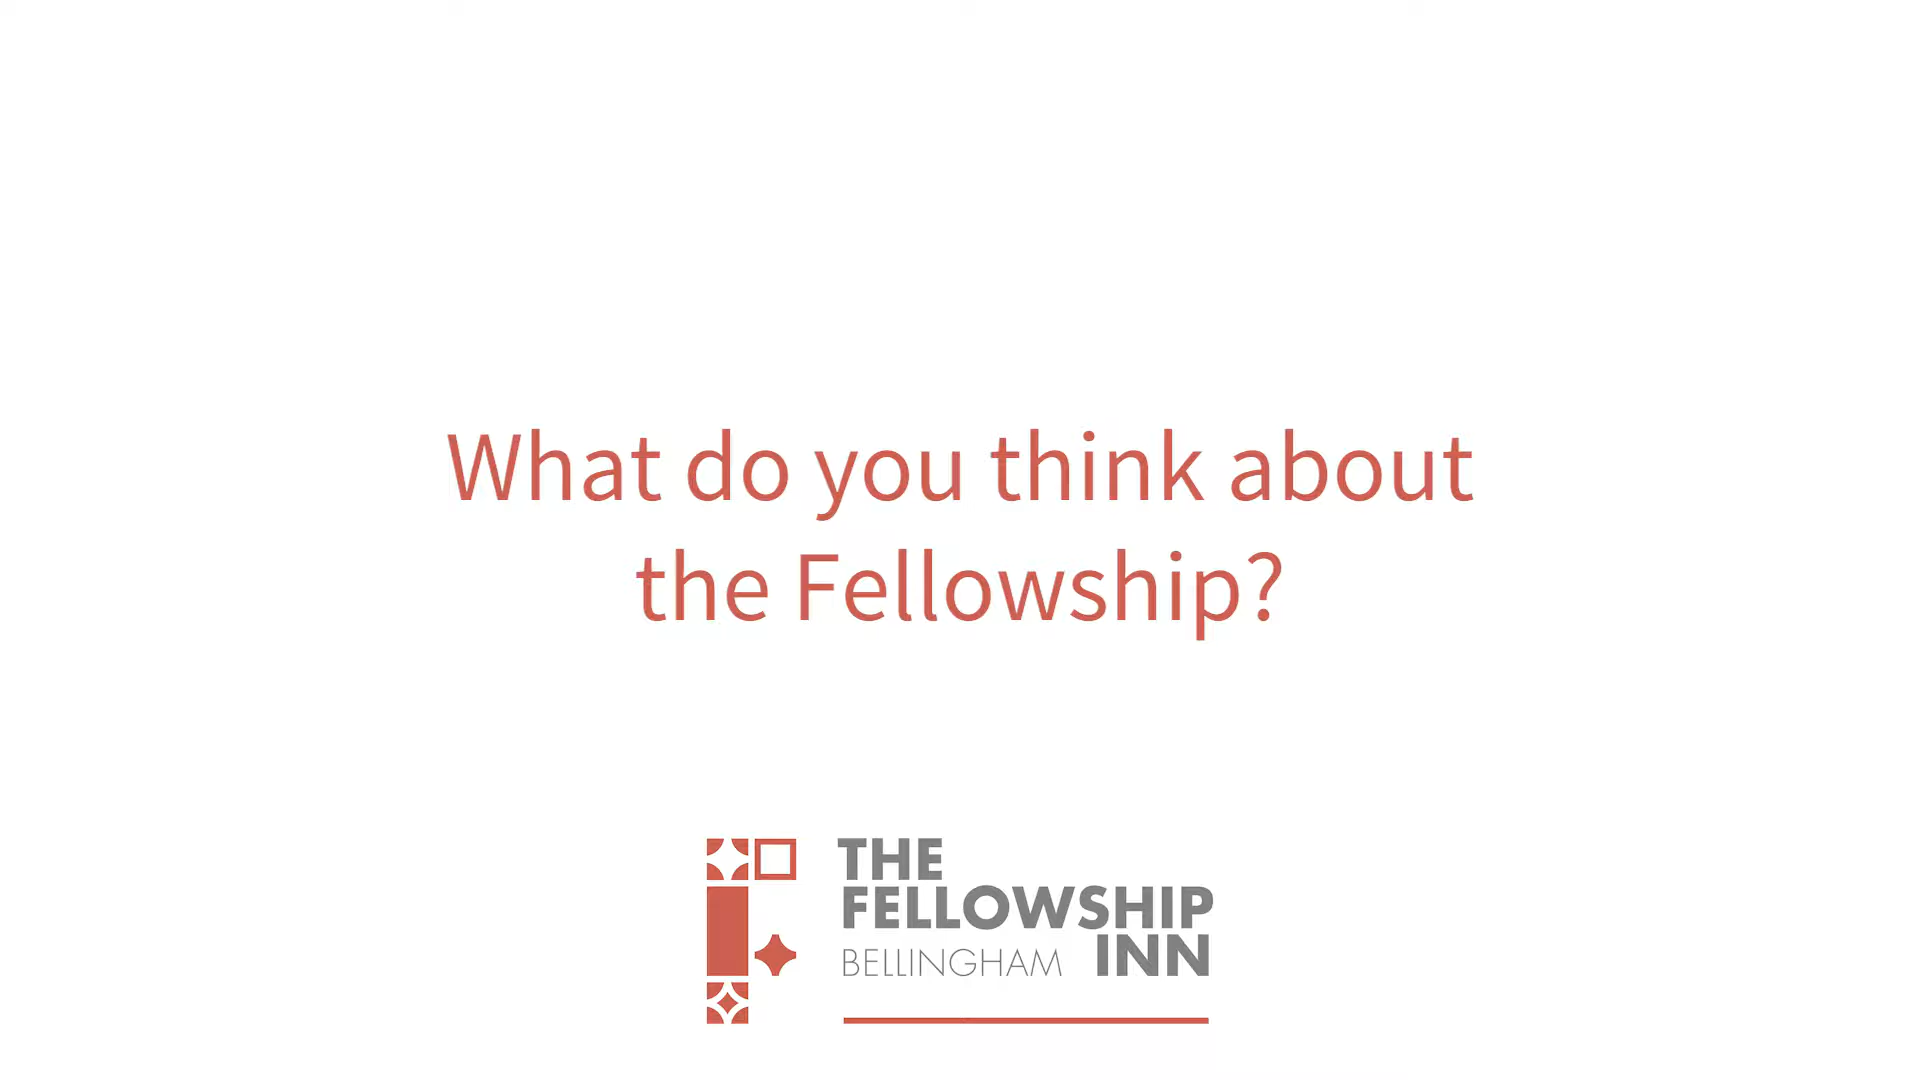 What do you think about
the Fellowship?
THE
FELLOWSHIP
BELLINGHAM INN